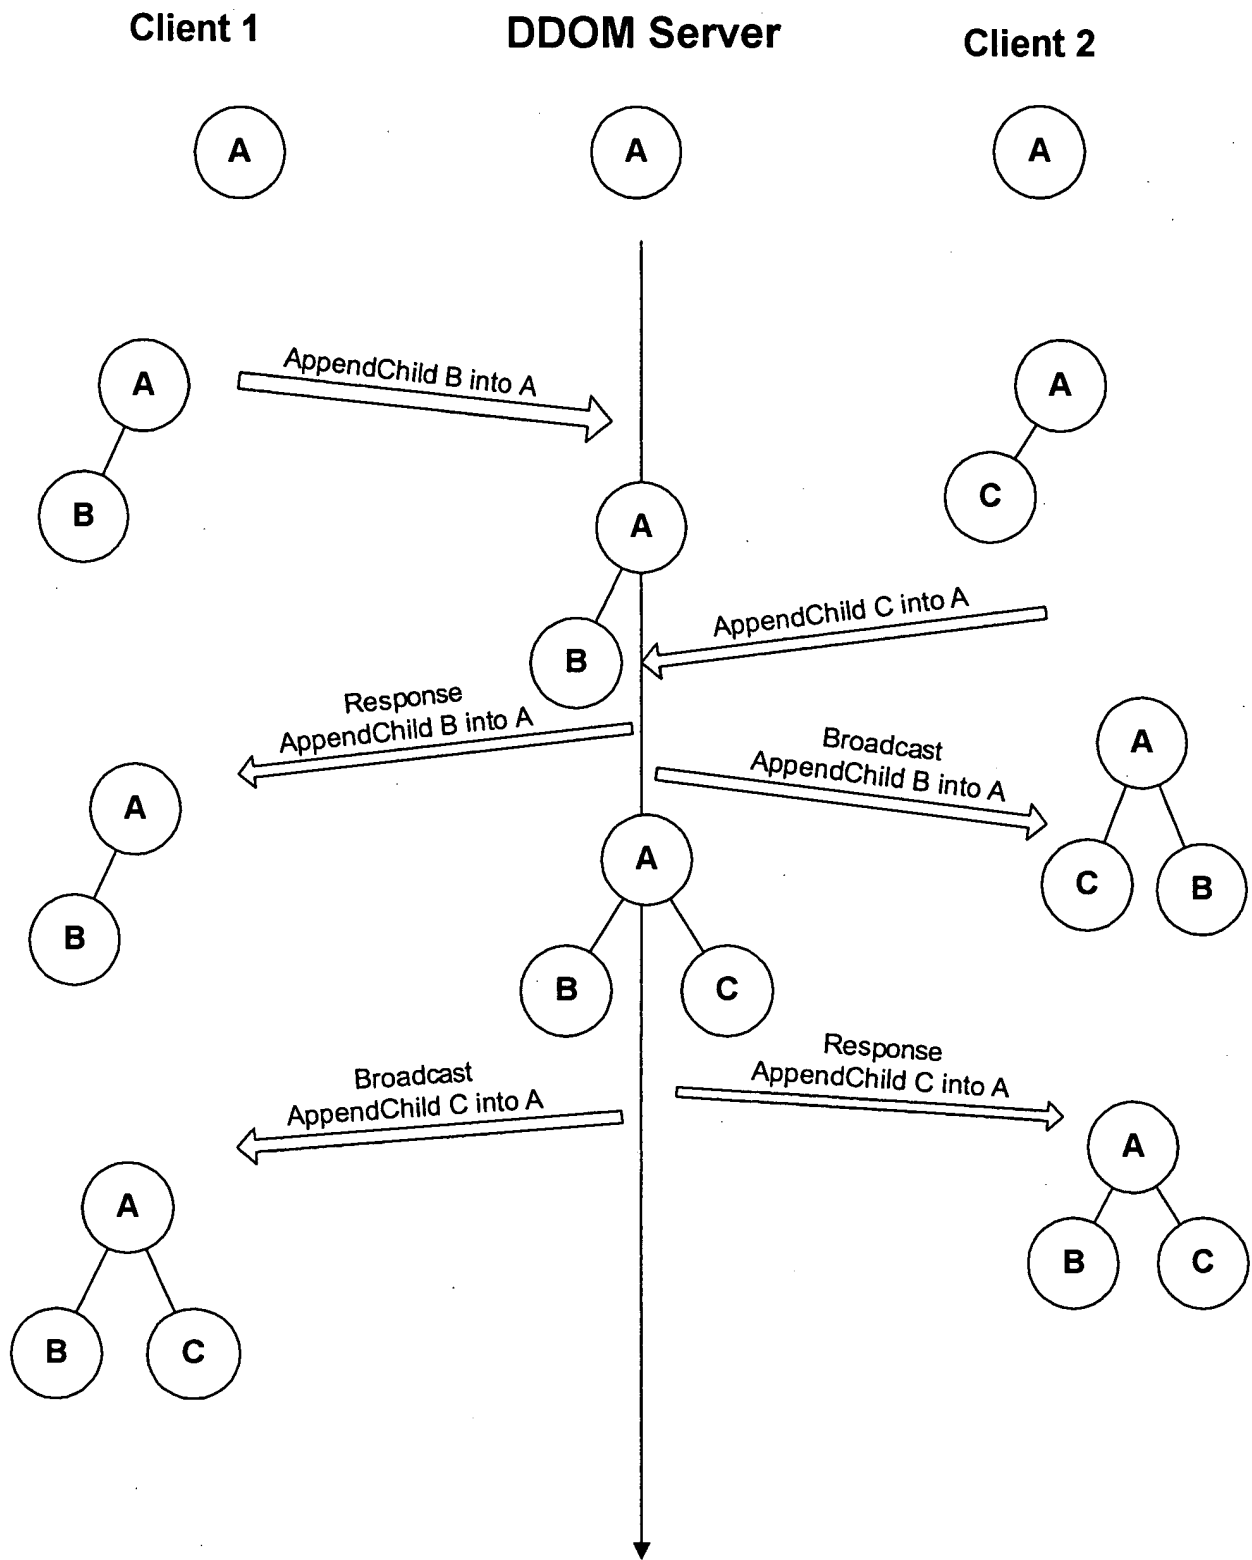 Client 1
DDOM Server
Client 2
A
A
A
AppendChild B into A
A
A
B
C
A
AppendChild C into A
B
Response
AppendChild B into A
Broadcast
AppendChild B into A
A
A
C
B
B
A
B
C
Response
AppendChild C into A
Broadcast
AppendChild C into A
A
B
C
A
B
C